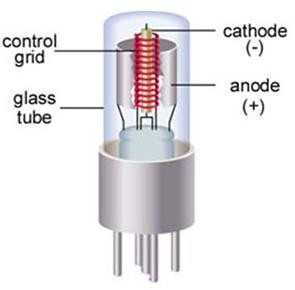 control
grid
glass
tube
cathode
(-)
anode
(+)